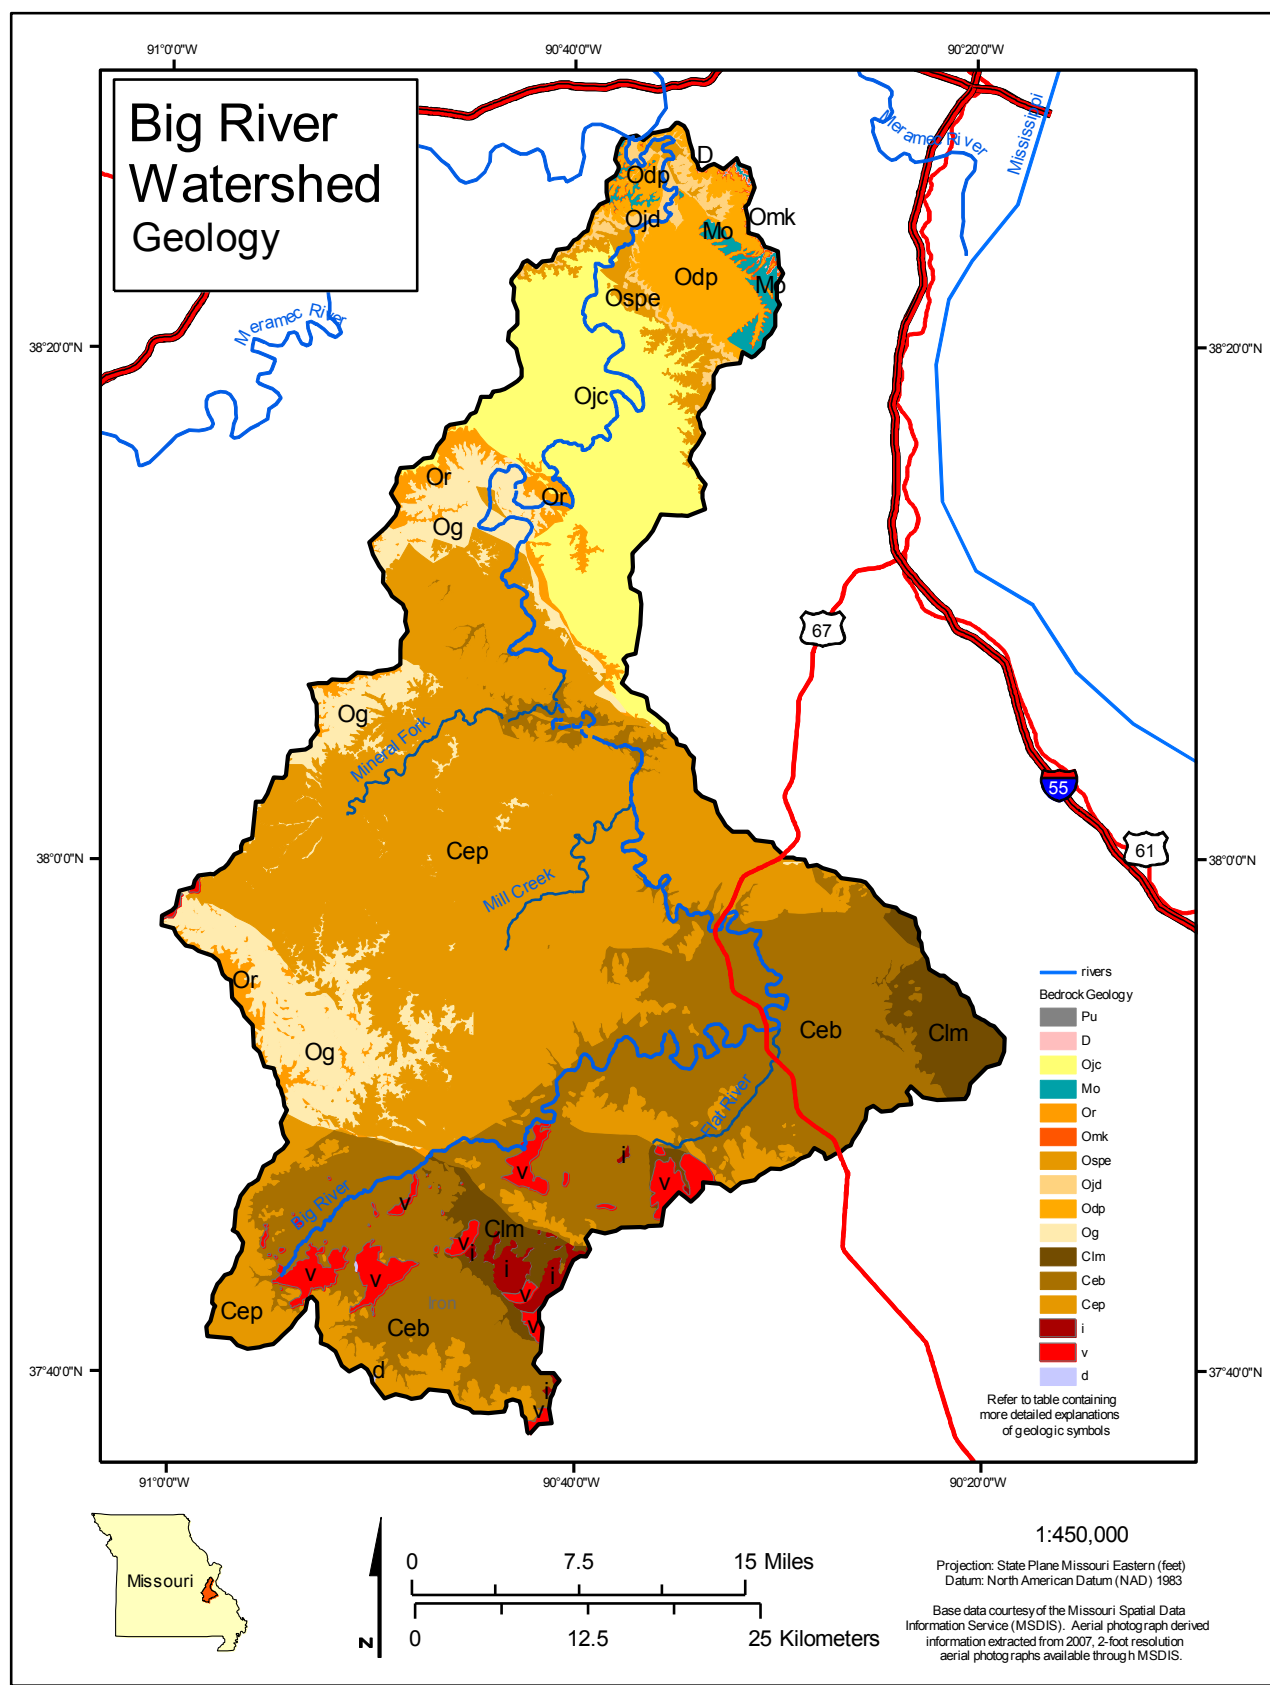 91°0'0"W
90°40'0"W
90°20'0"W
Big River
Watershed
Geology
Meramec River
Mississippi
D
Odp
Ojd
Omk
Mo
Odp
Mo
Ospe
Meramec River
38°20'0"N
38°20'0"N
Ojc
Or
Or
Og
67
Og
Mineral Fork
55
Cep
61
38°0'0"N
38°0'0"N
Mill Creek
Or
Ceb
Clm
Og
Flat River
i
v
v
Big River
v
Clm
v
i
i
i
v
v
v
Iron
Cep
Ceb
v
d
i
v
37°40'0"N
37°40'0"N
rivers
Bedrock Geology
Pu
D
Ojc
Mo
Or
Omk
Ospe
Ojd
Odp
Og
Clm
Ceb
Cep
i
v
d
Refer to table containing
more detailed explanations
of geologic symbols
91°0'0"W
90°40'0"W
90°20'0"W
Missouri
N
0 7.5 15 Miles
0 12.5 25 Kilometers
1:450,000
Projection: State Plane Missouri Eastern (feet)
Datum: North American Datum (NAD) 1983
Base data courtesy of the Missouri Spatial Data
Information Service (MSDIS). Aerial photograph derived
information extracted from 2007, 2-foot resolution
aerial photographs available through MSDIS.